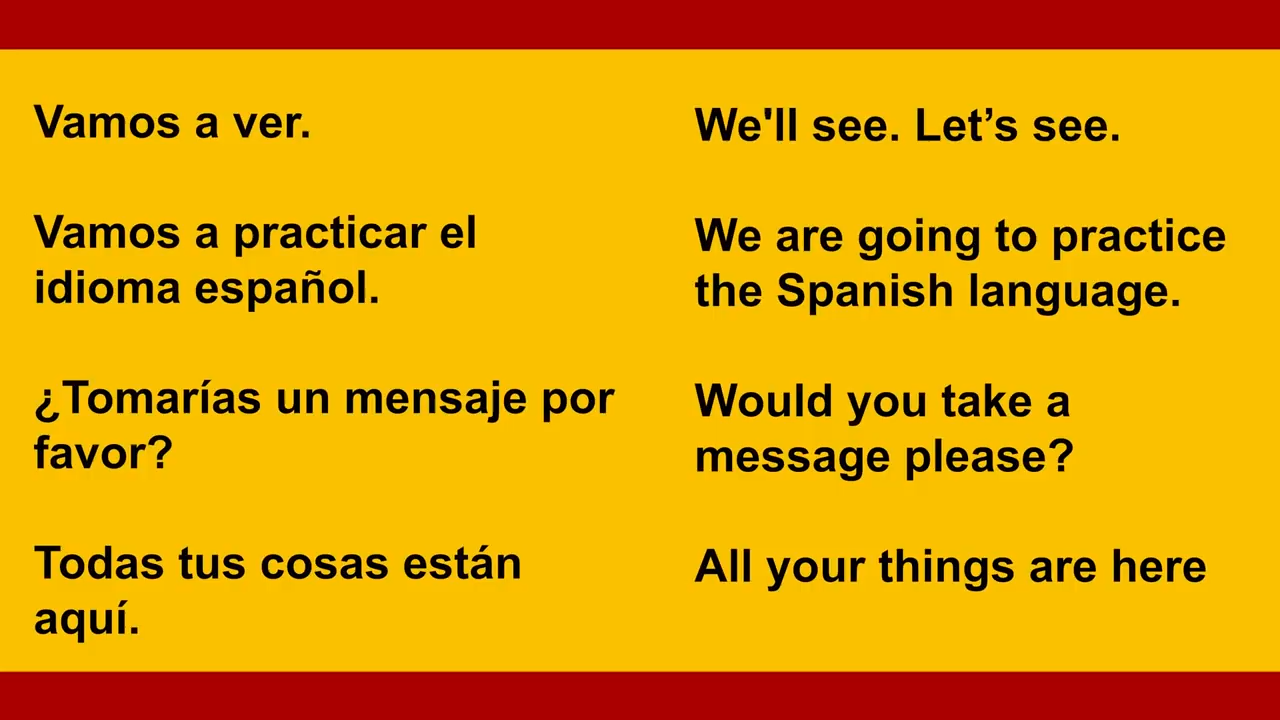 Vamos a ver.
We'll see. Let’s see.
Vamos a practicar el
idioma español.
We are going to practice
the Spanish language.
¿Tomarías un mensaje por
favor?
Would you take a
message please?
Todas tus cosas están
aquí.
All your things are here